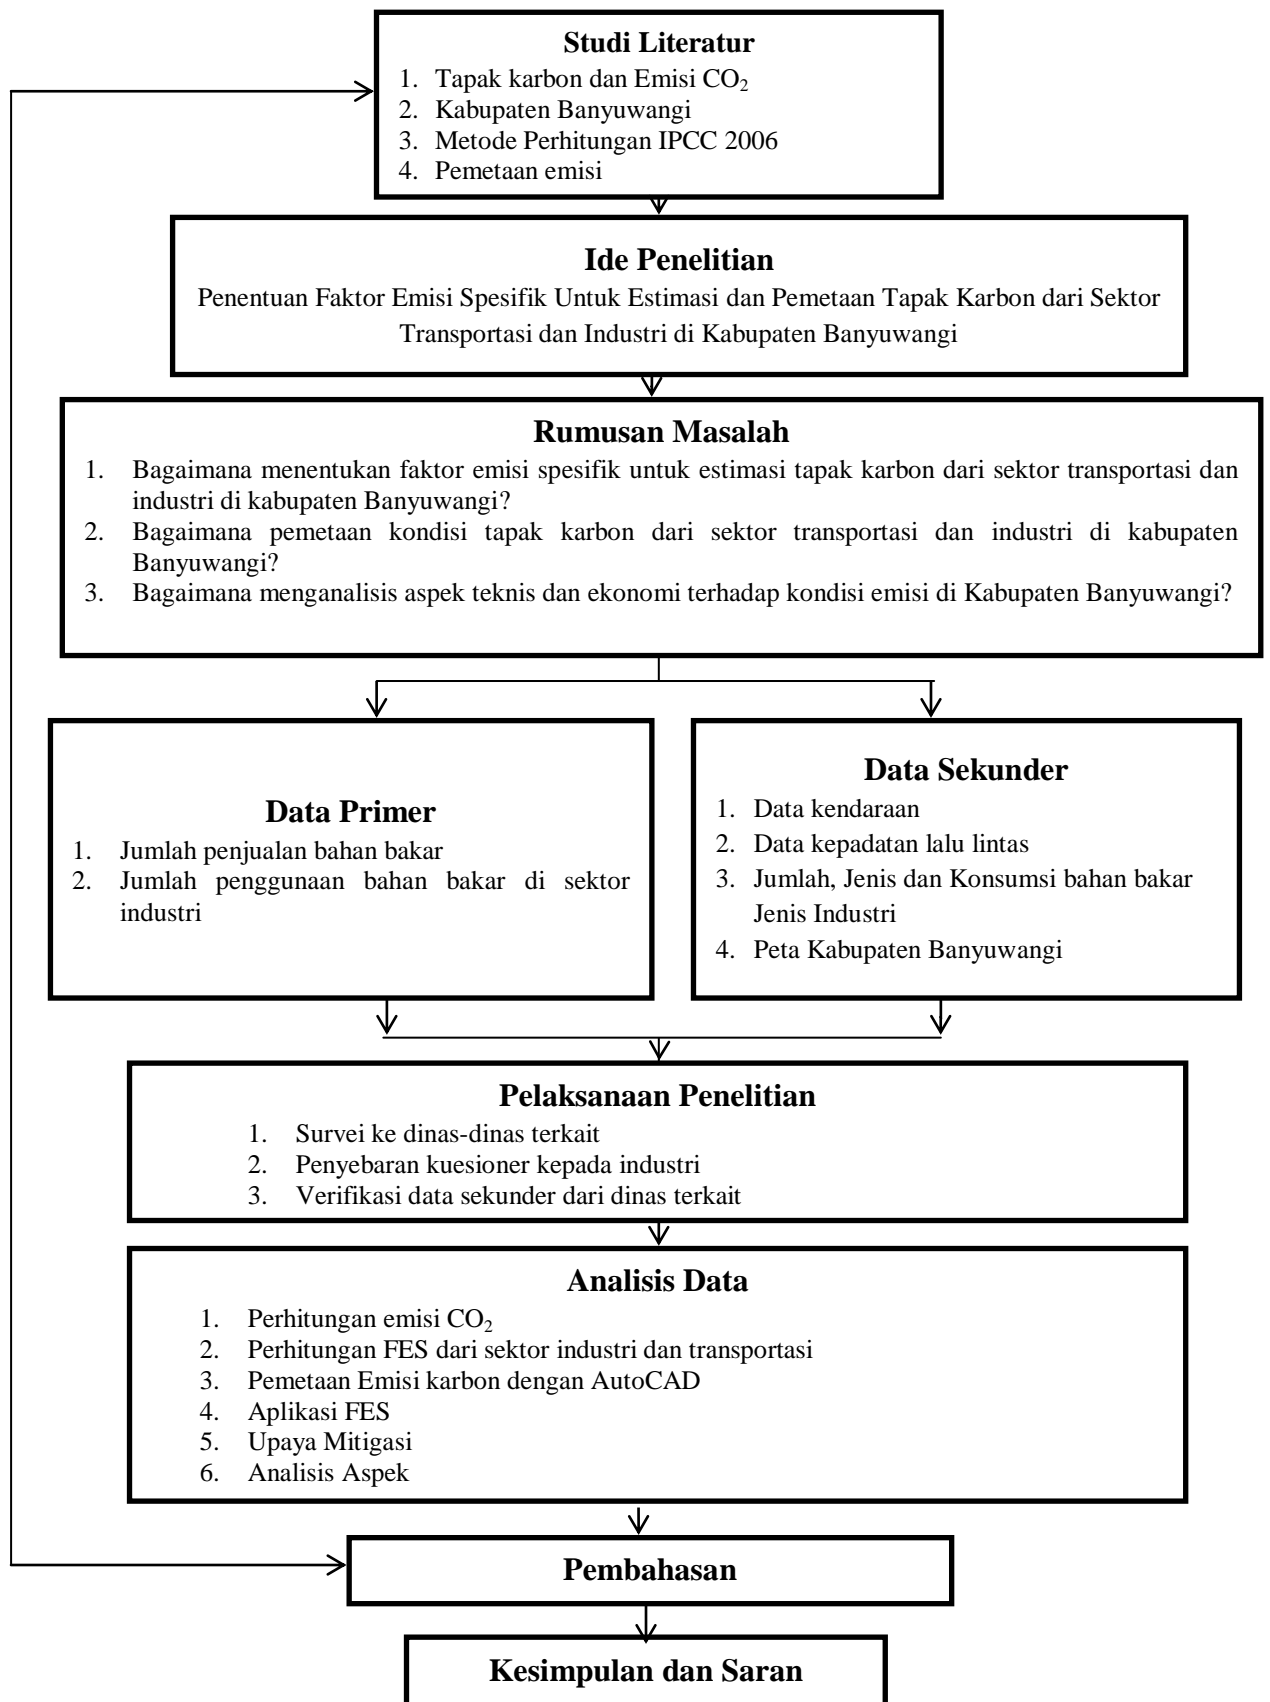 Studi Literatur
1. Tapak karbon dan Emisi CO₂
2. Kabupaten Banyuwangi
3. Metode Perhitungan IPCC 2006
4. Pemetaan emisi
Ide Penelitian
Penentuan Faktor Emisi Spesifik Untuk Estimasi dan Pemetaan Tapak Karbon dari Sektor
Transportasi dan Industri di Kabupaten Banyuwangi
Rumusan Masalah
1. Bagaimana menentukan faktor emisi spesifik untuk estimasi tapak karbon dari sektor transportasi dan
industri di kabupaten Banyuwangi?
2. Bagaimana pemetaan kondisi tapak karbon dari sektor transportasi dan industri di kabupaten
Banyuwangi?
3. Bagaimana menganalisis aspek teknis dan ekonomi terhadap kondisi emisi di Kabupaten Banyuwangi?
Data Primer
1. Jumlah penjualan bahan bakar
2. Jumlah penggunaan bahan bakar di sektor
industri
Data Sekunder
1. Data kendaraan
2. Data kepadatan lalu lintas
3. Jumlah, Jenis dan Konsumsi bahan bakar
Jenis Industri
4. Peta Kabupaten Banyuwangi
Pelaksanaan Penelitian
1. Survei ke dinas-dinas terkait
2. Penyebaran kuesioner kepada industri
3. Verifikasi data sekunder dari dinas terkait
Analisis Data
1. Perhitungan emisi CO₂
2. Perhitungan FES dari sektor industri dan transportasi
3. Pemetaan Emisi karbon dengan AutoCAD
4. Aplikasi FES
5. Upaya Mitigasi
6. Analisis Aspek
Pembahasan
Kesimpulan dan Saran